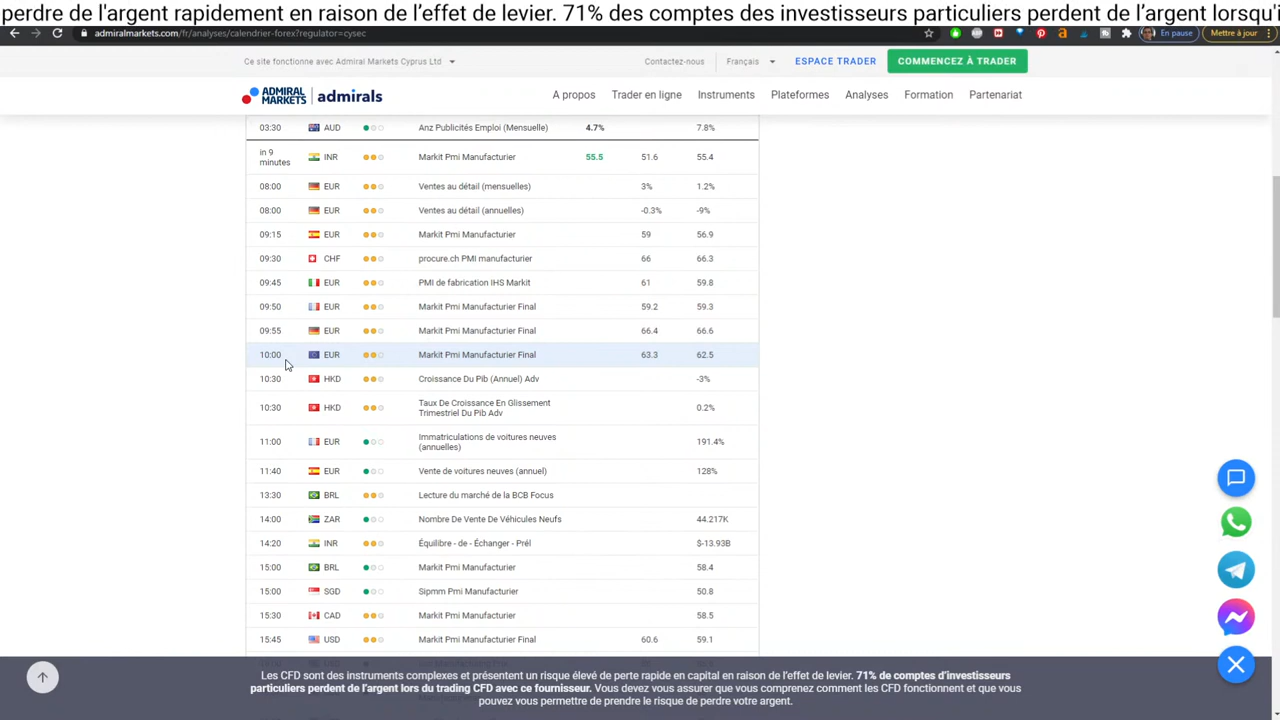 perdre de l'argent rapidement en raison de l'effet de levier. 71% des comptes des investisseurs particuliers perdent de l'argent lorsqu'
admiralmarkets.com/fr/analyses/calendrier-forex?regulator=cysec
En pause
Mettre à jour
Ce site fonctionne avec Admiral Markets Cyprus Ltd
Contactez-nous
Français
ESPACE TRADER
COMMENCEZ À TRADER
ADMIRAL MARKETS
admirals
A propos
Trader en ligne
Instruments
Plateformes
Analyses
Formation
Partenariat
03:30 AUD Anz Publicités Emploi (Mensuelle) 4.7% 7.8%
in 9 minutes INR Markit Pmi Manufacturier 55.5 51.6 55.4
08:00 EUR Ventes au détail (mensuelles) 3% 1.2%
08:00 EUR Ventes au détail (annuelles) -0.3% -9%
09:15 EUR Markit Pmi Manufacturier 59 56.9
09:30 CHF procure.ch PMI manufacturier 66 66.3
09:45 EUR PMI de fabrication IHS Markit 61 59.8
09:50 EUR Markit Pmi Manufacturier Final 59.2 59.3
09:55 EUR Markit Pmi Manufacturier Final 66.4 66.6
10:00 EUR Markit Pmi Manufacturier Final 63.3 62.5
10:30 HKD Croissance Du Pib (Annuel) Adv -3%
10:30 HKD Taux De Croissance En Glissement Trimestriel Du Pib Adv 0.2%
11:00 EUR Immatriculations de voitures neuves (annuelles) 191.4%
11:40 EUR Vente de voitures neuves (annuel) 128%
13:30 BRL Lecture du marché de la BCB Focus
14:00 ZAR Nombre De Vente De Véhicules Neufs 44.217K
14:20 INR Équilibre - de - Échanger - Prél $-13.93B
15:00 BRL Markit Pmi Manufacturier 58.4
15:00 SGD Sipmm Pmi Manufacturier 50.8
15:30 CAD Markit Pmi Manufacturier 58.5
15:45 USD Markit Pmi Manufacturier Final 60.6 59.1
Les CFD sont des instruments complexes et présentent un risque élevé de perte rapide en capital en raison de l'effet de levier. 71% de comptes d'investisseurs
particuliers perdent de l'argent lors du trading CFD avec ce fournisseur. Vous devez vous assurer que vous comprenez comment les CFD fonctionnent et que vous
pouvez vous permettre de prendre le risque de perdre votre argent.